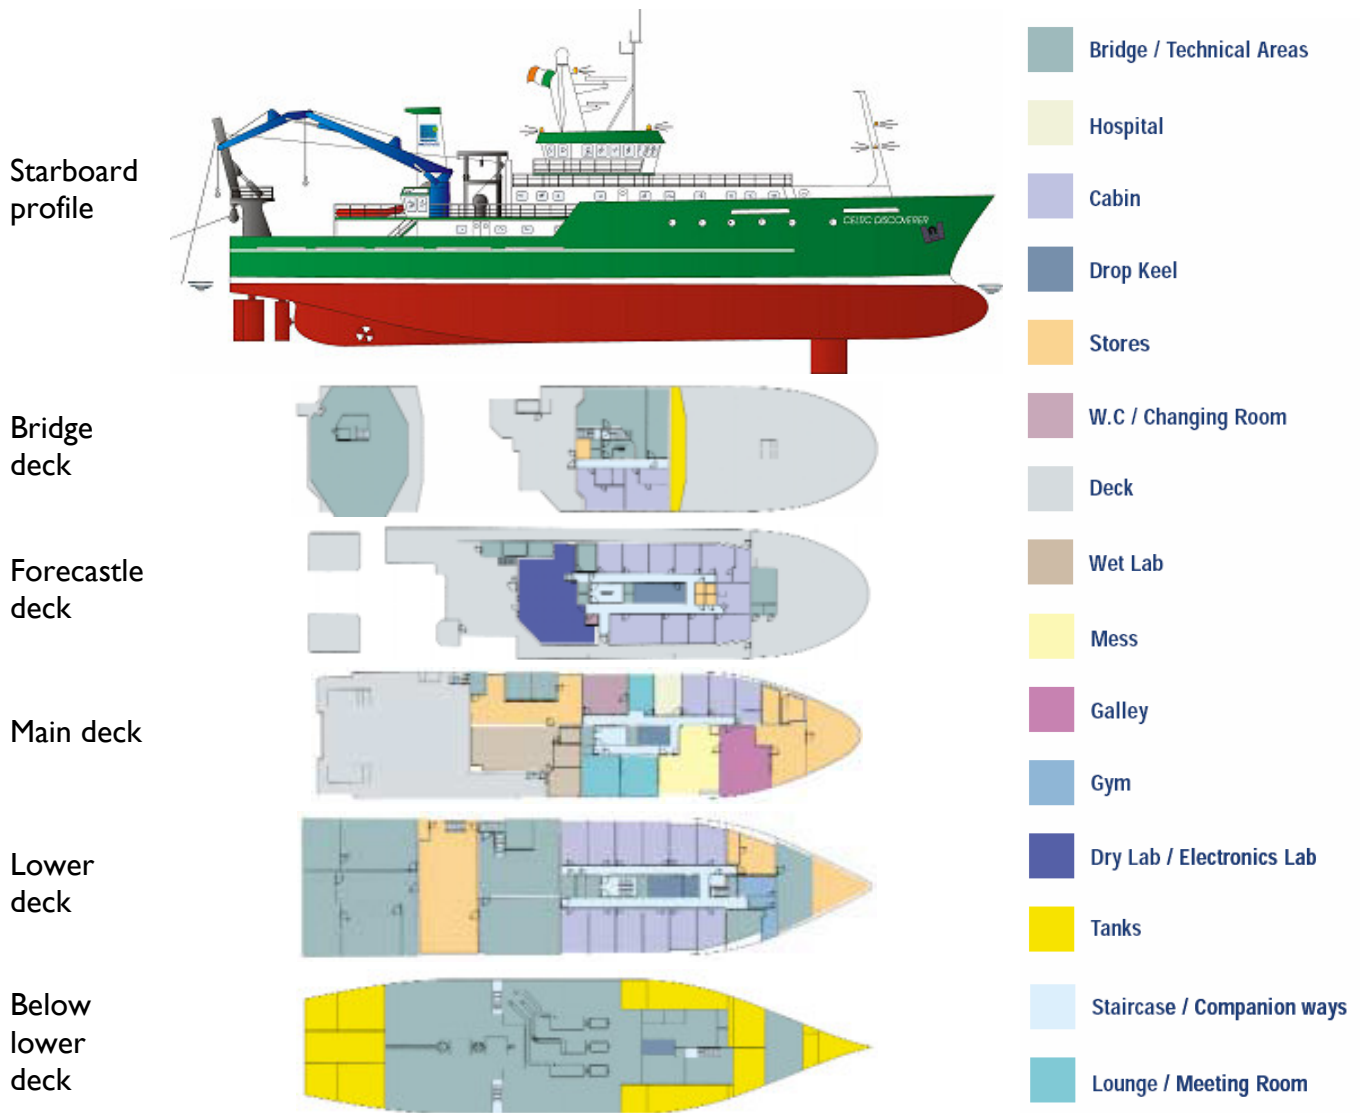 Starboard
profile
CELTIC DISCOVERER
Bridge
deck
Forecastle
deck
Main deck
Lower
deck
Below
lower
deck
Bridge / Technical Areas
Hospital
Cabin
Drop Keel
Stores
W.C / Changing Room
Deck
Wet Lab
Mess
Galley
Gym
Dry Lab / Electronics Lab
Tanks
Staircase / Companion ways
Lounge / Meeting Room